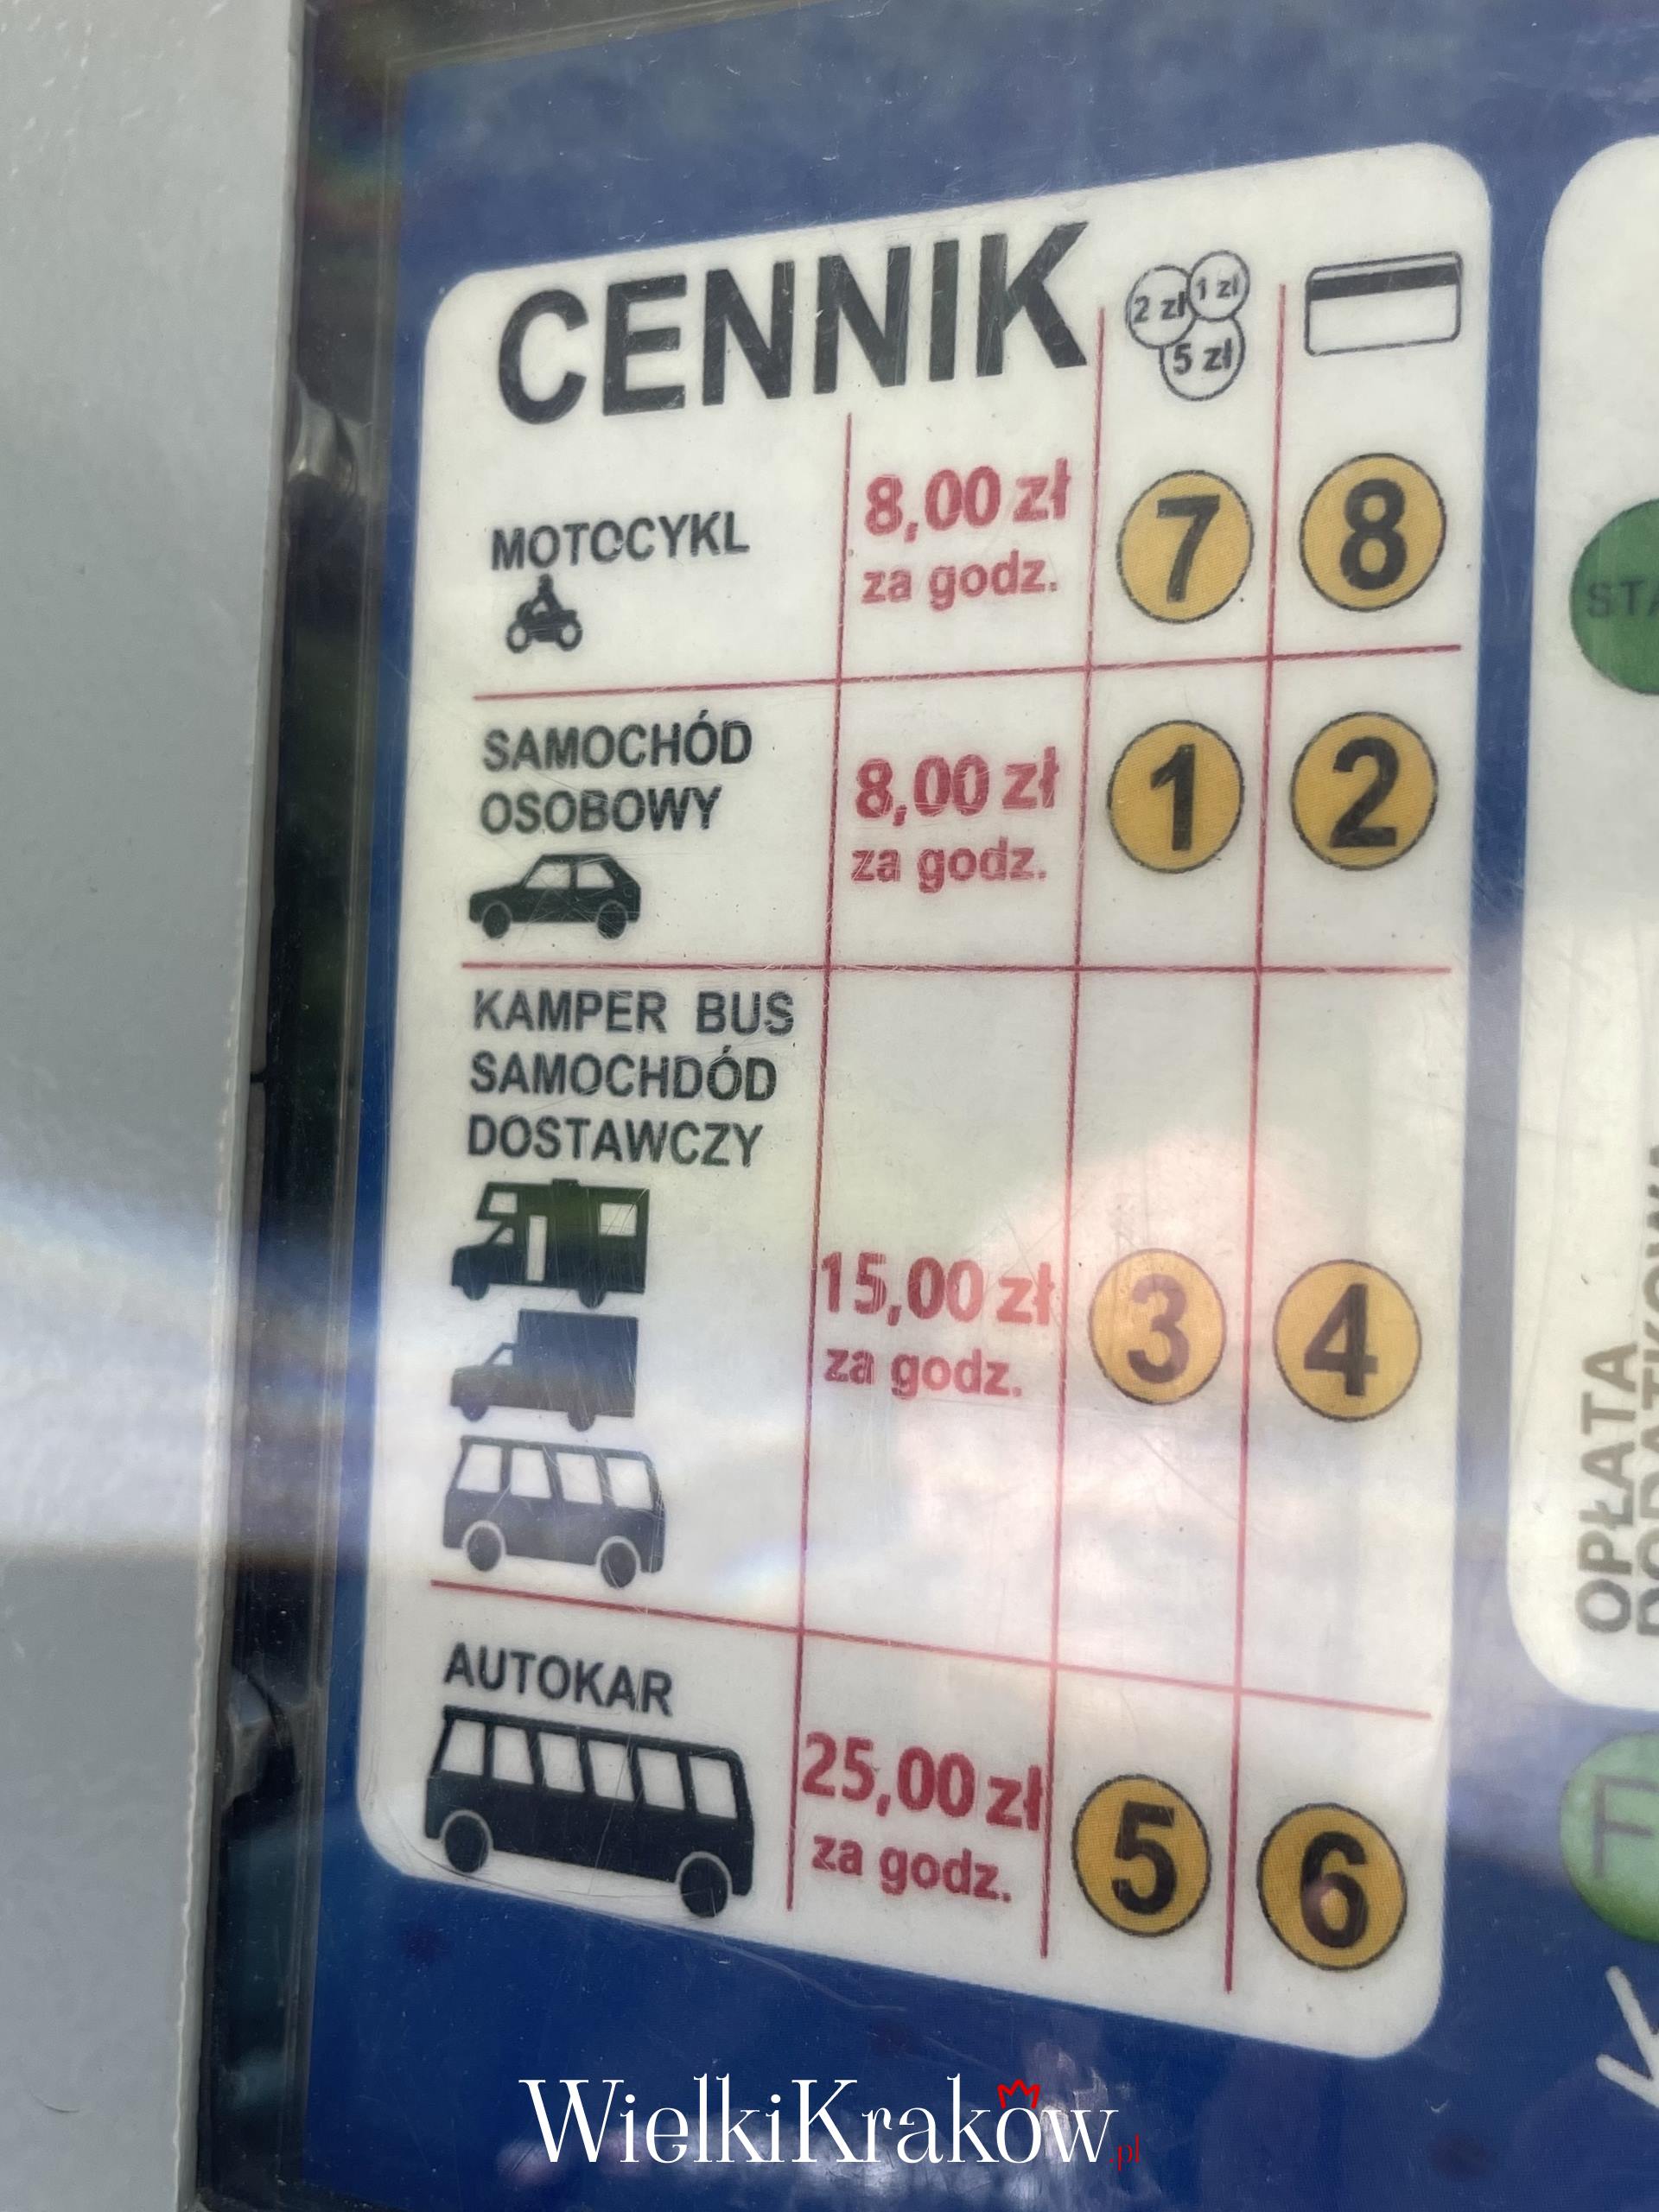 CENNIK
2 zł 1 zł
5 zł
MOTOCYKL
8,00 zł
za godz.
7 8
SAMOCHÓD
OSOBOWY
8,00 zł
za godz.
1 2
KAMPER BUS
SAMOCHDÓD
DOSTAWCZY
15,00 zł
za godz.
3 4
AUTOKAR
25,00 zł
za godz.
5 6
OPŁATA
WielkiKraków.pl